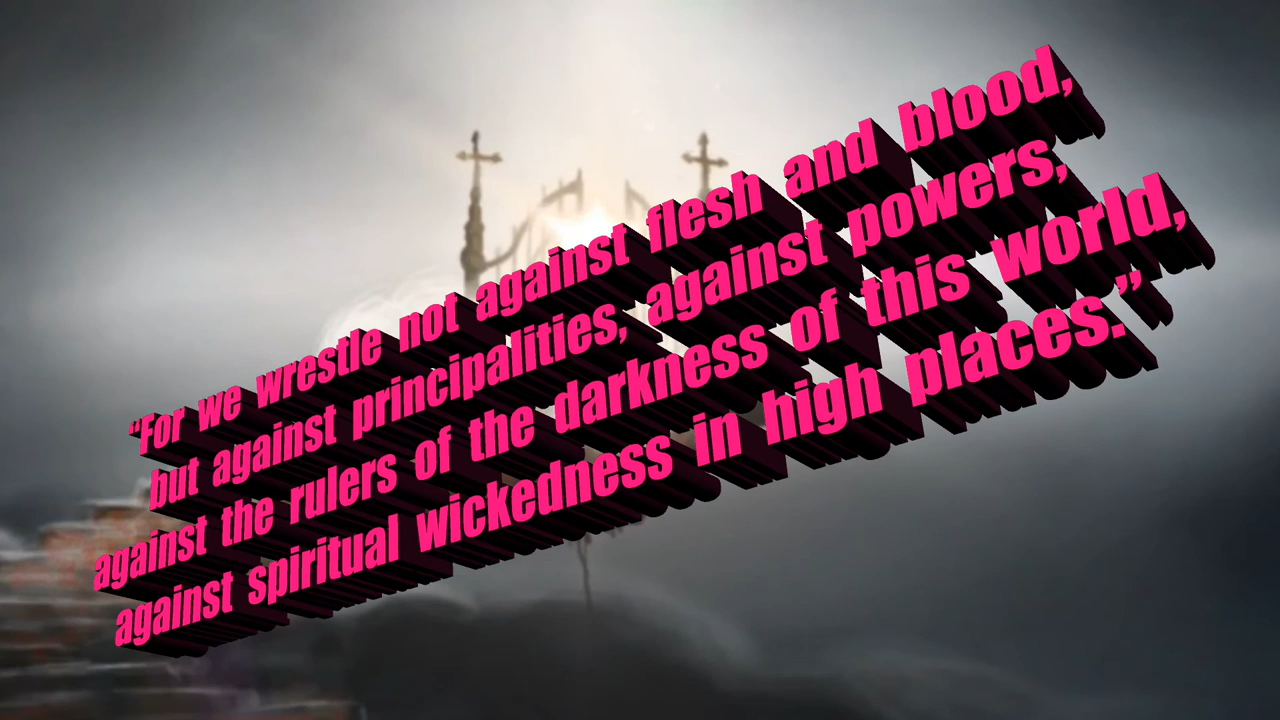 “For we wrestle not against flesh and blood,
but against principalities, against powers,
against the rulers of the darkness of this world,
against spiritual wickedness in high places.”